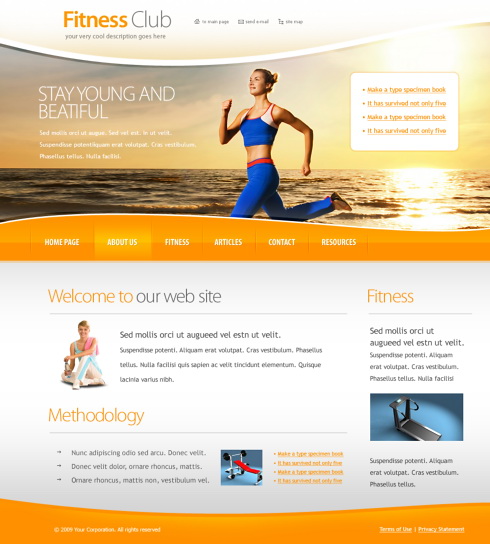 Fitness Club
your very cool description goes here
to main page send e-mail site map
STAY YOUNG AND
BEATIFUL
Sed mollis orci ut augue. Sed vel est. In ut velit.
Suspendisse potentiquam erat volutpat. Cras vestibulum.
Phasellus tellus. Nulla facilisi.
• Make a type specimen book
• It has survived not only five
• Make a type specimen book
• It has survived not only five
HOME PAGE ABOUT US FITNESS ARTICLES CONTACT RESOURCES
Welcome to our web site
Sed mollis orci ut augueed vel estn ut velit.
Suspendisse potenti. Aliquam erat volutpat. Cras vestibulum. Phasellus
tellus. Nulla facilisi quis sapien ac velit tincidunt elementum. Quisque
lacinia varius nibh.
Methodology
→ Nunc adipiscing odio sed arcu. Donec velit.
→ Donec velit dolor, ornare rhoncus, mattis.
→ Ornare rhoncus, mattis non, vestibulum vel.
• Make a type specimen book
• It has survived not only five
• Make a type specimen book
• It has survived not only five
Fitness
Sed mollis orci ut
augueed vel estn ut velit.
Suspendisse potenti. Aliquam
erat volutpat. Cras vestibulum.
Phasellus tellus. Nulla facilisi
Suspendisse potenti. Aliquam
erat volutpat. Cras vestibulum.
Phasellus tellus.
© 2009 Your Corporation. All rights reserved
Terms of Use | Privacy Statement